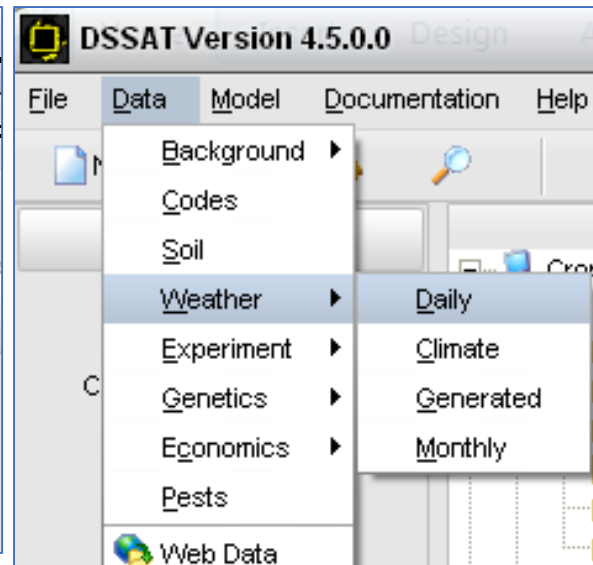 DSSAT Version 4.5.0.0
File Data Model Documentation Help
Background
Codes
Soil
Weather
Daily
Experiment
Climate
Genetics
Generated
Economics
Monthly
Pests
Web Data